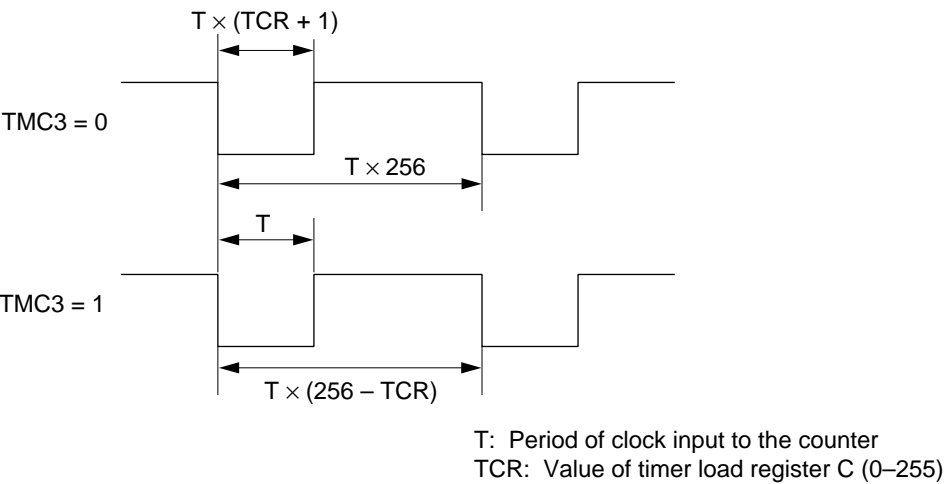 T × (TCR + 1)
TMC3 = 0
T × 256
T
TMC3 = 1
T × (256 – TCR)
T: Period of clock input to the counter
TCR: Value of timer load register C (0–255)